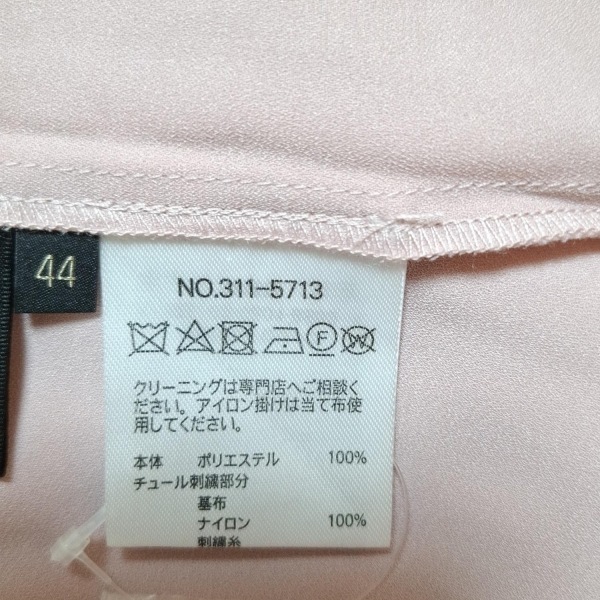 44
NO.311-5713
F W
クリーニングは専門店へご相談く
ださい。アイロン掛けは当て布使
用してください。
本体 ポリエステル 100%
チュール刺繍部分
基布
ナイロン 100%
刺繍糸